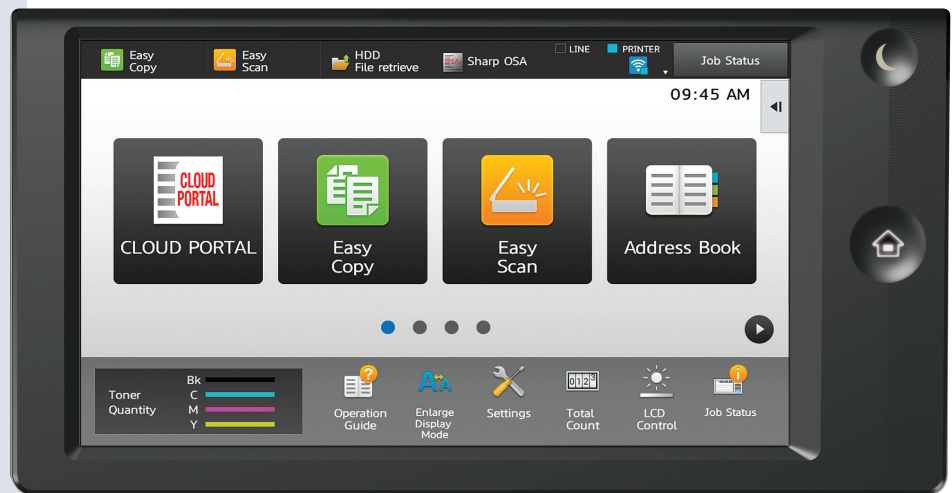 Easy
Copy
Easy
Scan
HDD
File retrieve
Sharp OSA
LINE
PRINTER
Job Status
09:45 AM
CLOUD
PORTAL
CLOUD PORTAL
Easy
Copy
Easy
Scan
Address Book
Toner
Quantity
Bk
C
M
Y
Operation
Guide
Enlarge
Display
Mode
Settings
0123
Total
Count
LCD
Control
Job Status